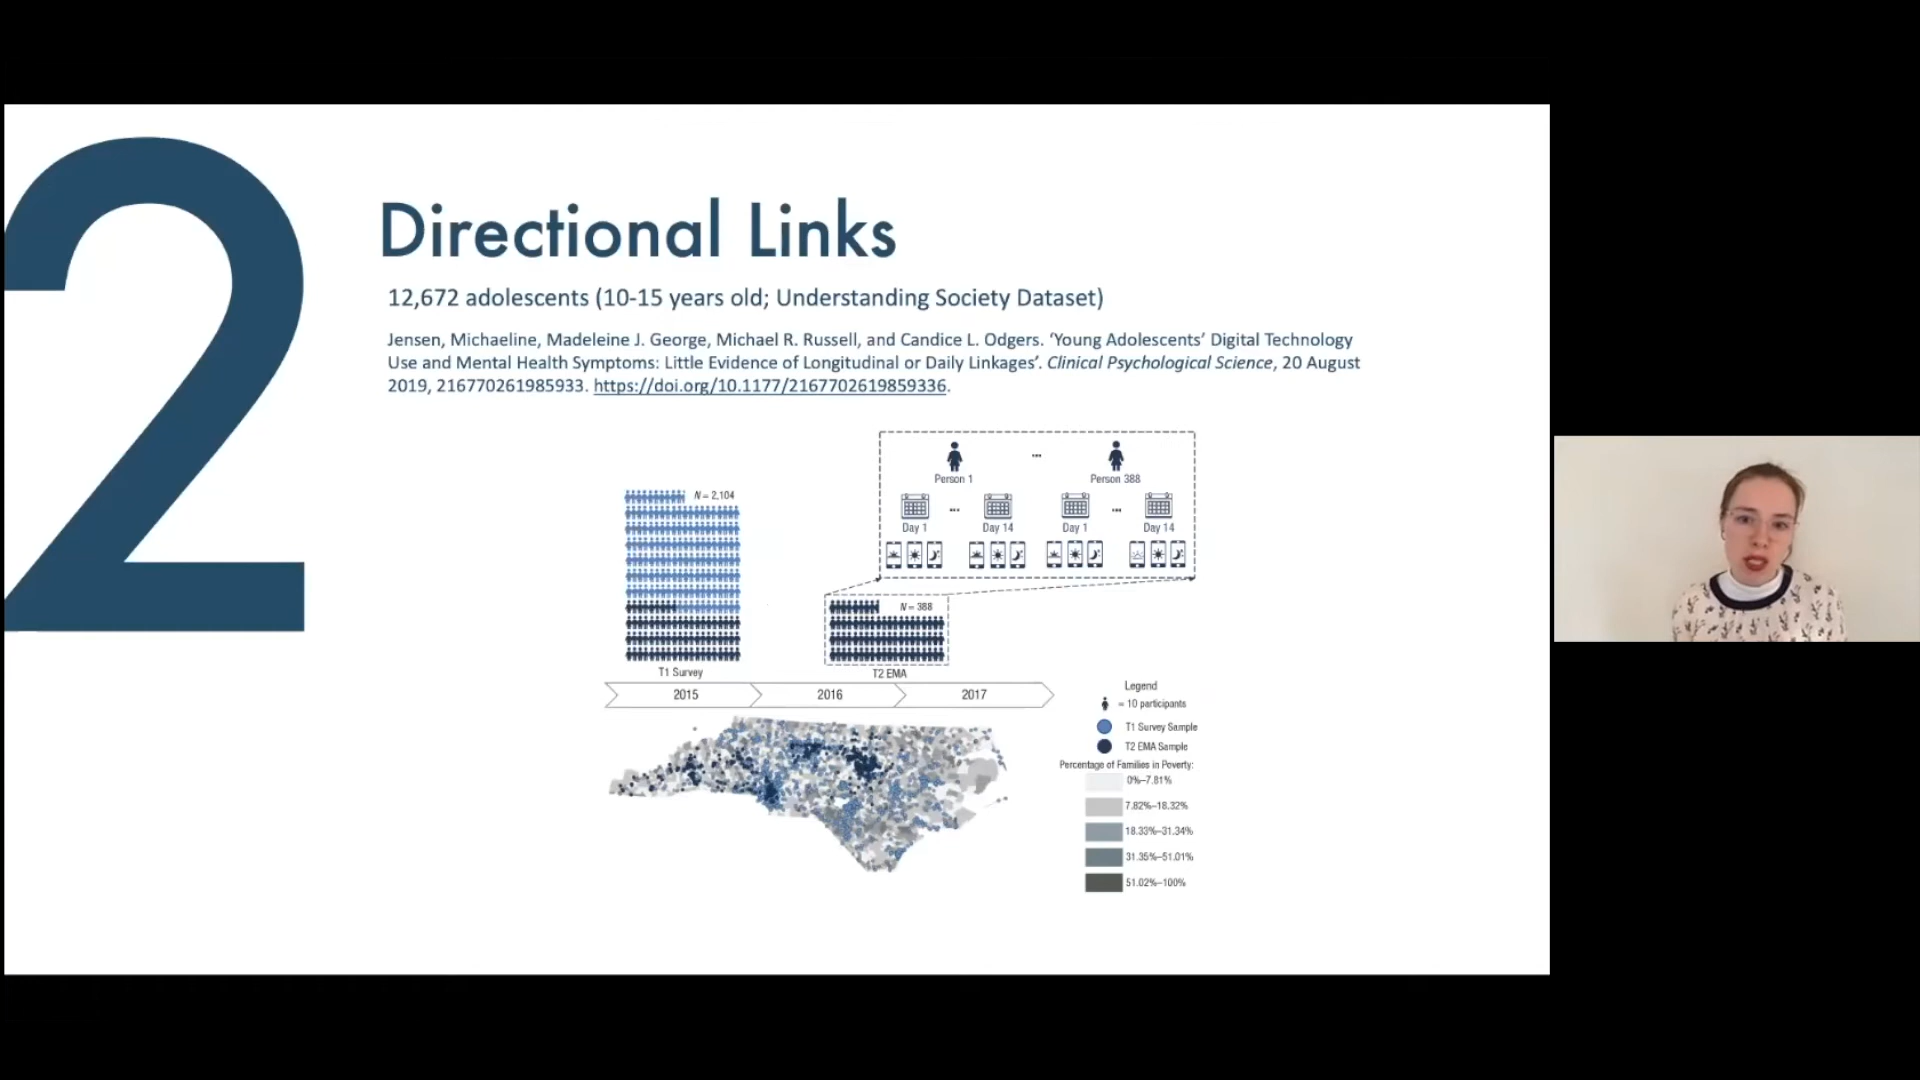 2
Directional Links
12,672 adolescents (10-15 years old; Understanding Society Dataset)
Jensen, Michaeline, Madeleine J. George, Michael R. Russell, and Candice L. Odgers. ‘Young Adolescents’ Digital Technology
Use and Mental Health Symptoms: Little Evidence of Longitudinal or Daily Linkages’. Clinical Psychological Science, 20 August
2019, 216770261985933. https://doi.org/10.1177/2167702619859336.
Person 1
...
Person 388
Day 1
...
Day 14
Day 1
...
Day 14
N = 2,104
N = 388
T1 Survey
T2 EMA
2015
2016
2017
Legend
= 10 participants
T1 Survey Sample
T2 EMA Sample
Percentage of Families in Poverty:
0%–7.81%
7.82%–18.32%
18.33%–31.34%
31.35%–51.01%
51.02%–100%